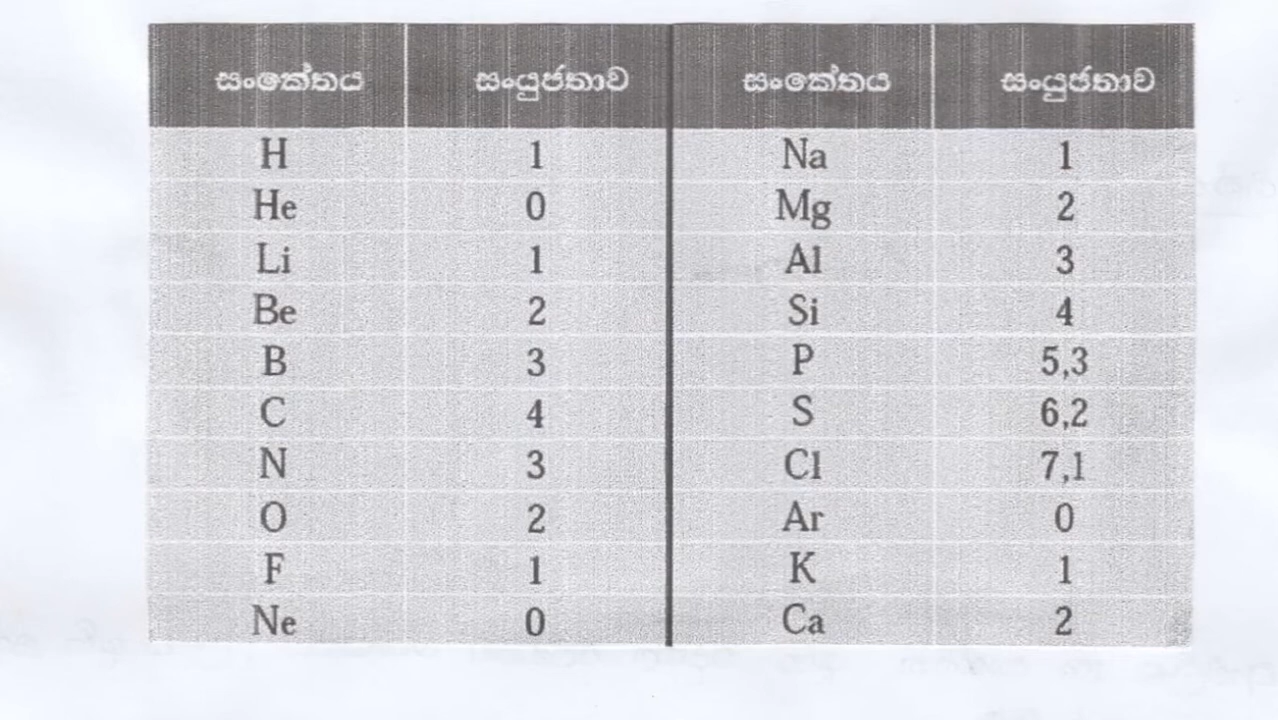 සංකේතය සංයුජතාව සංකේතය සංයුජතාව
H 1 Na 1
He 0 Mg 2
Li 1 Al 3
Be 2 Si 4
B 3 P 5,3
C 4 S 6,2
N 3 Cl 7,1
O 2 Ar 0
F 1 K 1
Ne 0 Ca 2